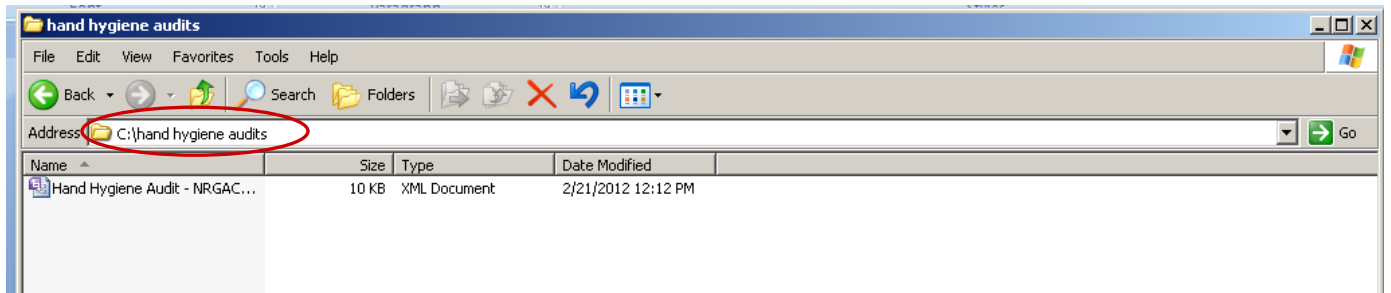 hand hygiene audits
File Edit View Favorites Tools Help
Back Search Folders
Address C:\hand hygiene audits Go
Name Size Type Date Modified
Hand Hygiene Audit - NRGAC... 10 KB XML Document 2/21/2012 12:12 PM